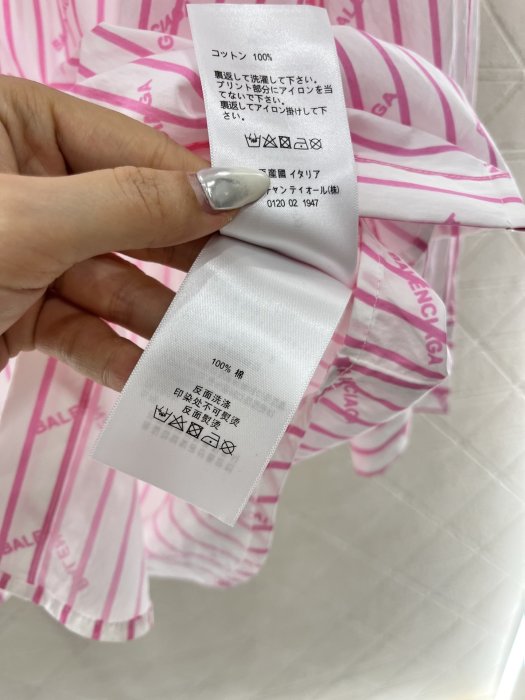 コットン 100%
裏返して洗濯して下さい。
プリント部分にアイロンを当
てないで下さい。
裏返してアイロン掛けして下
さい。
産國 イタリア
ャンティオール(株)
0120 02 1947
100% 棉
反面洗涤
印染处不可熨烫
反面熨烫
BALENCIAGA
BALENCIAGA